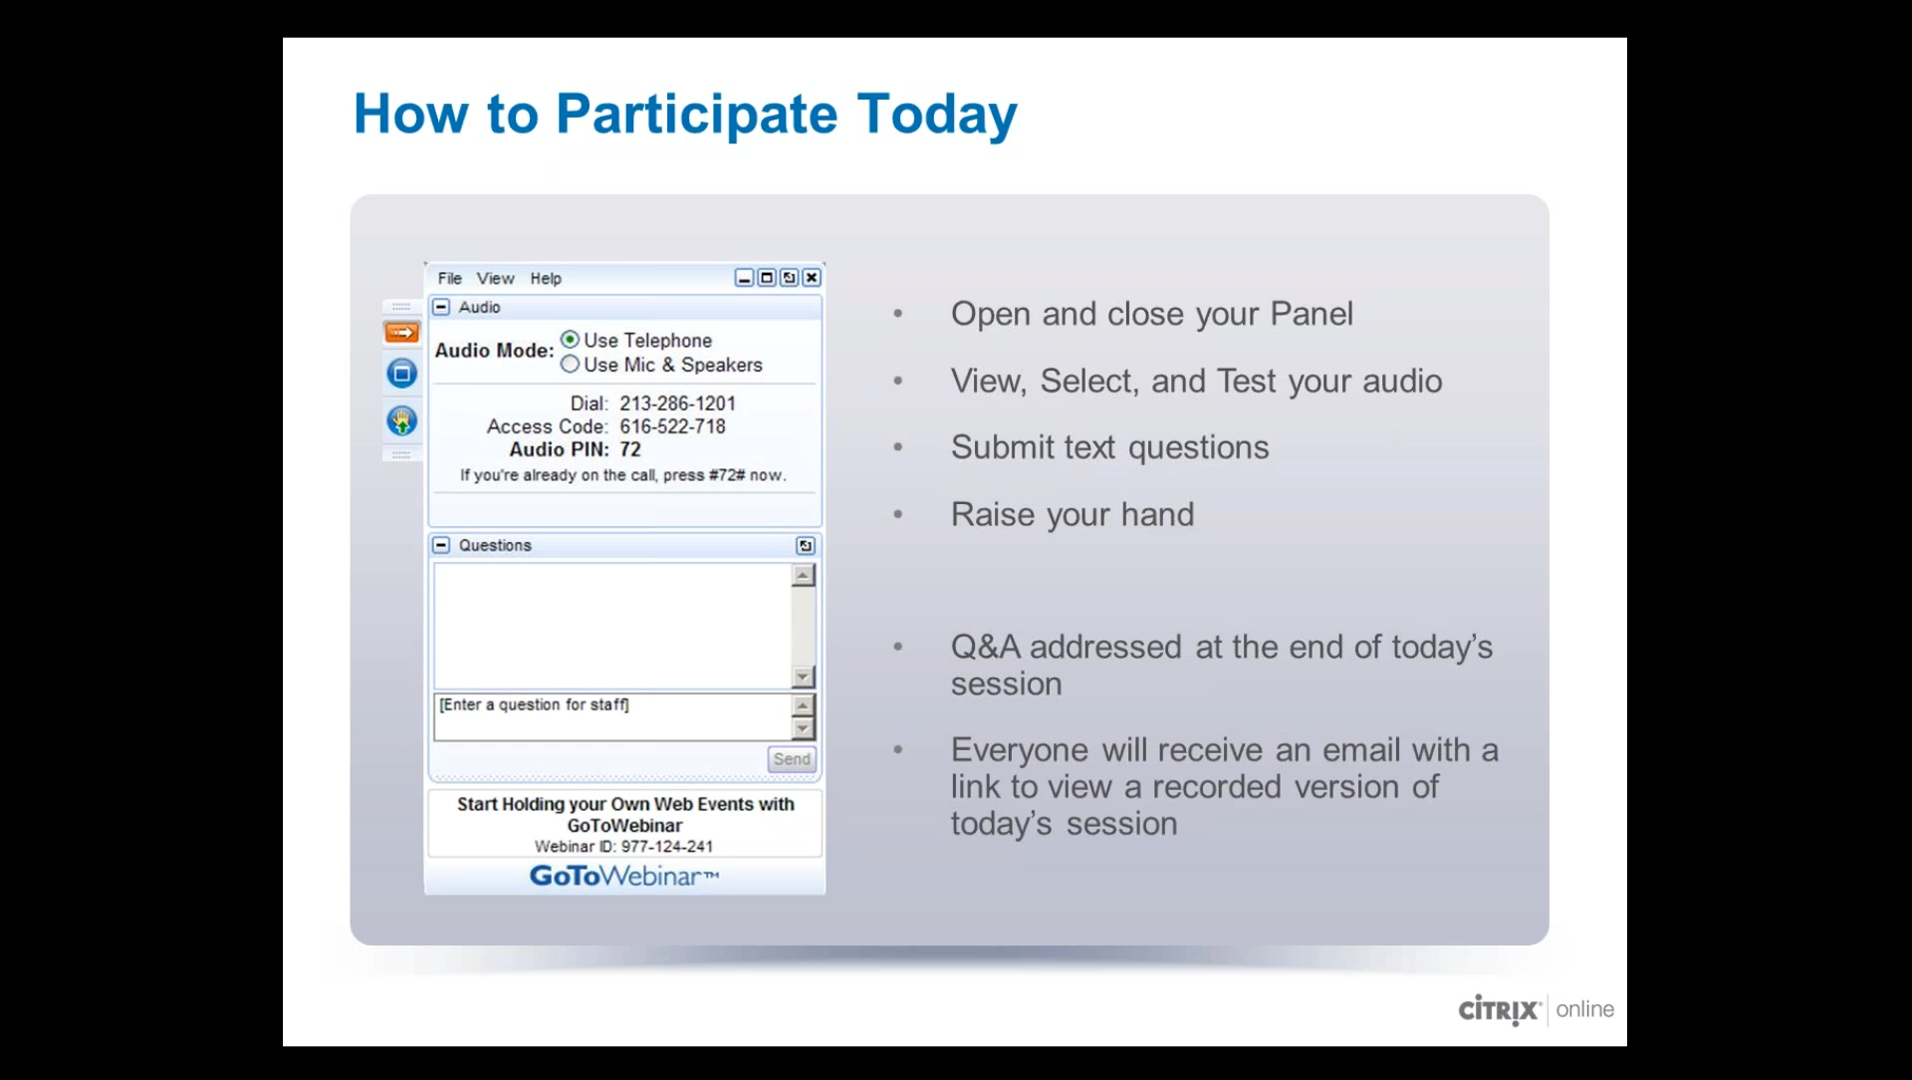 How to Participate Today
File View Help
Audio
Audio Mode:
Use Telephone
Use Mic & Speakers
Dial: 213-286-1201
Access Code: 616-522-718
Audio PIN: 72
If you're already on the call, press #72# now.
Questions
[Enter a question for staff]
Send
Start Holding your Own Web Events with
GoToWebinar
Webinar ID: 977-124-241
GoToWebinar™
• Open and close your Panel
• View, Select, and Test your audio
• Submit text questions
• Raise your hand
• Q&A addressed at the end of today’s
session
• Everyone will receive an email with a
link to view a recorded version of
today’s session
CİTRIX® online